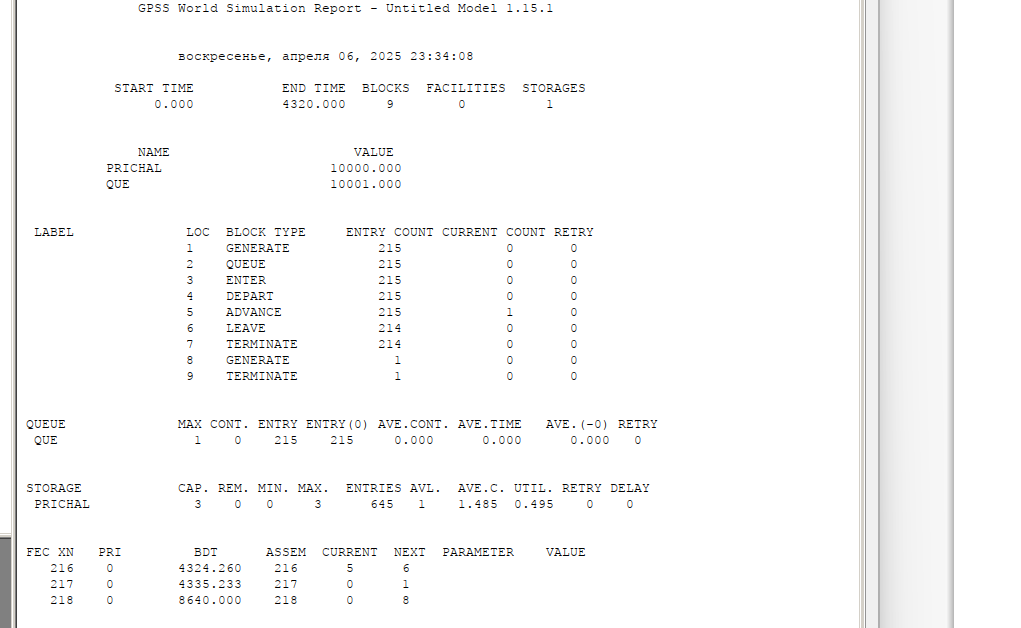 GPSS World Simulation Report - Untitled Model 1.15.1
воскресенье, апреля 06, 2025 23:34:08
START TIME END TIME BLOCKS FACILITIES STORAGES
0.000 4320.000 9 0 1
NAME VALUE
PRICHAL 10000.000
QUE 10001.000
LABEL LOC BLOCK TYPE ENTRY COUNT CURRENT COUNT RETRY
1 GENERATE 215 0 0
2 QUEUE 215 0 0
3 ENTER 215 0 0
4 DEPART 215 0 0
5 ADVANCE 215 1 0
6 LEAVE 214 0 0
7 TERMINATE 214 0 0
8 GENERATE 1 0 0
9 TERMINATE 1 0 0
QUEUE MAX CONT. ENTRY ENTRY(0) AVE.CONT. AVE.TIME AVE.(-0) RETRY
QUE 1 0 215 215 0.000 0.000 0.000 0
STORAGE CAP. REM. MIN. MAX. ENTRIES AVL. AVE.C. UTIL. RETRY DELAY
PRICHAL 3 0 0 3 645 1 1.485 0.495 0 0
FEC XN PRI BDT ASSEM CURRENT NEXT PARAMETER VALUE
216 0 4324.260 216 5 6
217 0 4335.233 217 0 1
218 0 8640.000 218 0 8